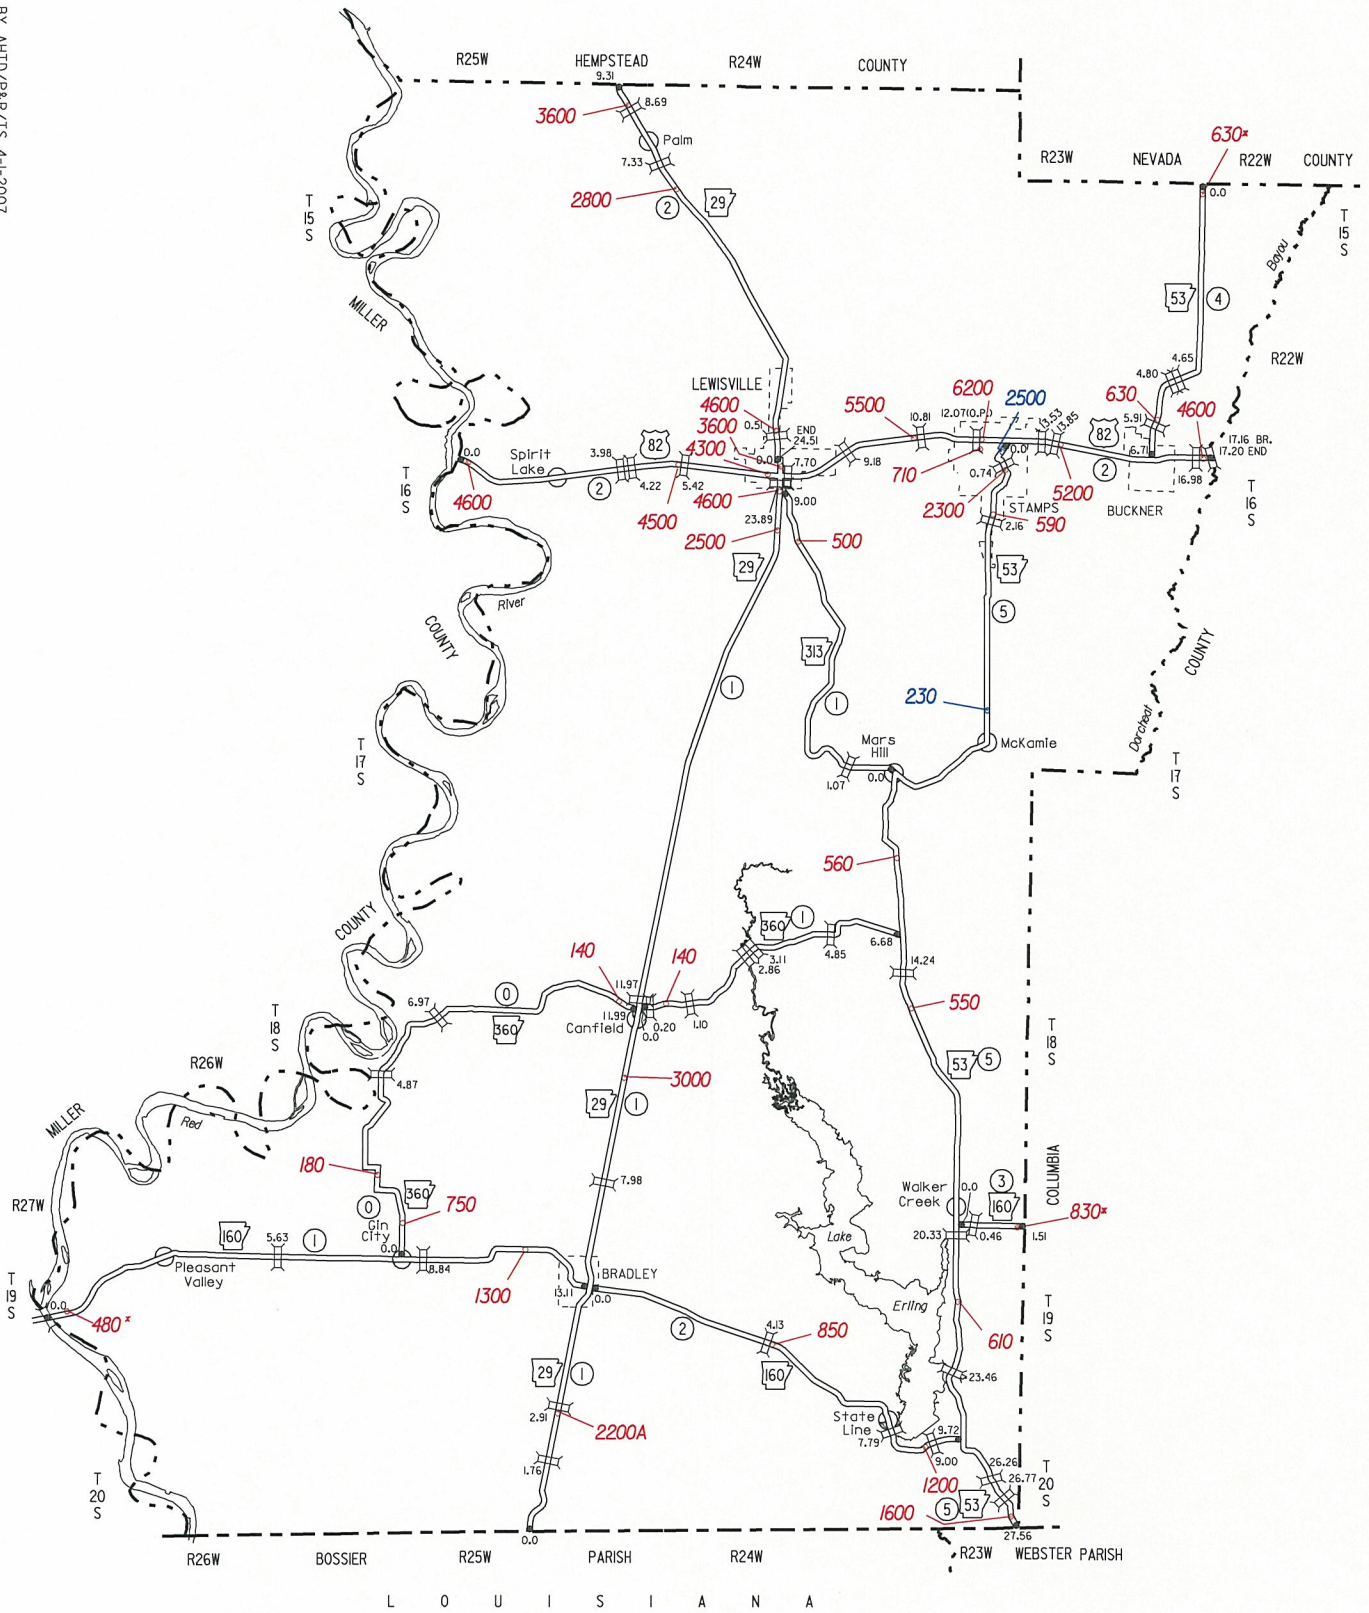 BY AHTD/P&R/TS 4-1-2007
R25W
HEMPSTEAD
R24W
COUNTY
9.31
3600
8.69
Palm
7.33
2800
2
29
R23W
NEVADA
R22W
COUNTY
630*
0.0
T
15
S
T
15
S
Bayou
MILLER
53
4
4.65
4.80
R22W
LEWISVILLE
4600
3600
4300
0.51
END
24.51
0.0
7.70
5500
10.81
9.18
6200
2500
12.07(0.P.)
13.53
13.85
710
0.74
0.0
2300
STAMPS
590
2.16
5200
82
2
630
5.91
6.71
4600
17.16 BR.
17.20 END
16.98
BUCKNER
T
16
S
0.0
4600
Spirit
Lake
2
3.98
4.22
82
5.42
4500
4600
23.89
9.00
2500
500
29
T
16
S
River
COUNTY
53
5
313
1
1
230
Mars
Hill
McKamie
0.0
1.07
COUNTY
Dorcheat
T
17
S
T
17
S
560
COUNTY
360
1
6.68
3.11
2.86
4.85
14.24
140
140
11.97
11.99
Canfield
0.20
0.0
1.10
0
360
6.97
4.87
T
18
S
550
53
5
T
18
S
R26W
MILLER
Red
3000
29
1
7.98
180
360
0
750
Gin
City
0.0
8.84
R27W
160
5.63
1
Pleasant
Valley
0.0
480*
T
19
S
1300
BRADLEY
13.11
0.0
2
4.13
850
160
Lake
Erling
Walker
Creek
0.0
3
160
COLUMBIA
830*
20.33
0.46
1.51
610
T
19
S
23.46
29
1
2.91
2200A
1.76
0.0
State
Line
7.79
9.72
9.00
1200
26.26
26.77
53
5
1600
27.56
T
20
S
T
20
S
R26W
BOSSIER
R25W
PARISH
R24W
R23W
WEBSTER PARISH
L O U I S I A N A